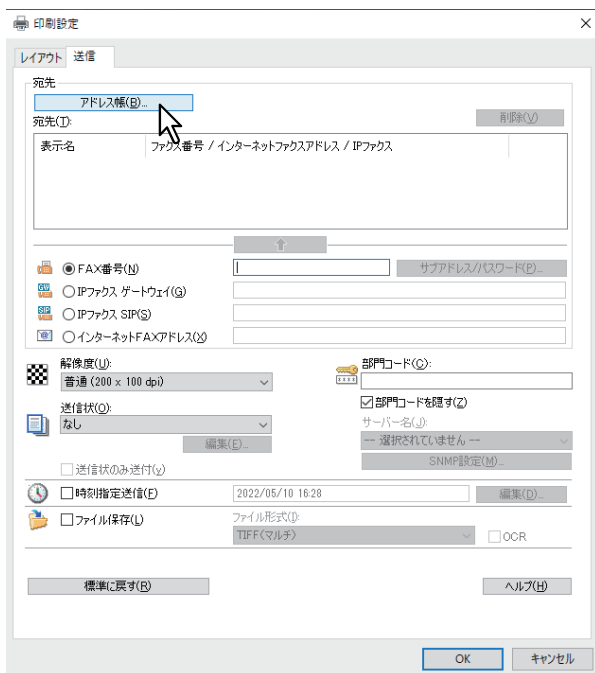 印刷設定
レイアウト 送信
宛先
アドレス帳(B)...
宛先(T):
削除(V)
表示名 ファクス番号 / インターネットファクスアドレス / IPファクス
FAX番号(N)
サブアドレス/パスワード(P)...
IPファクス ゲートウェイ(G)
IPファクス SIP(S)
インターネットFAXアドレス(X)
解像度(U):
普通 (200 x 100 dpi)
部門コード(C):
送信状(O):
なし
部門コードを隠す(Z)
サーバー名(J):
編集(E)...
-- 選択されていません --
送信状のみ送付(y)
SNMP設定(M)...
時刻指定送信(F)
2022/05/10 16:28
編集(D)...
ファイル保存(L)
ファイル形式(I):
TIFF(マルチ)
OCR
標準に戻す(R)
ヘルプ(H)
OK
キャンセル